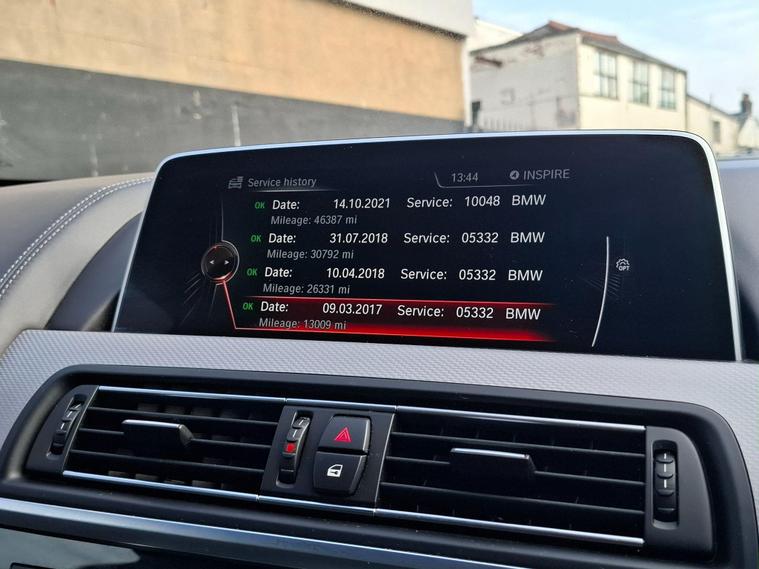 Service history
13:44
INSPIRE
OK Date: 14.10.2021 Service: 10048 BMW
Mileage: 46387 mi
OK Date: 31.07.2018 Service: 05332 BMW
Mileage: 30792 mi
OK Date: 10.04.2018 Service: 05332 BMW
Mileage: 26331 mi
OK Date: 09.03.2017 Service: 05332 BMW
Mileage: 13009 mi
OPT